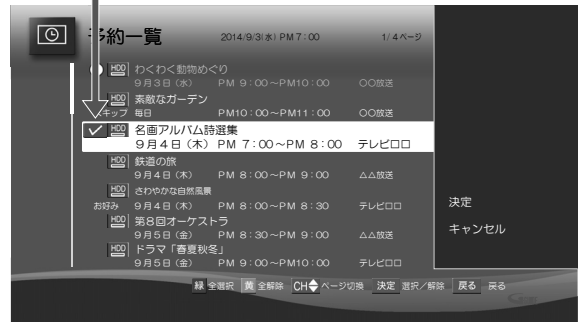 予約一覧 2014/9/3(水) PM 7:00 1/4ページ
HDD わくわく動物めぐり
9月3日(水) PM 9:00～PM10:00 〇〇放送
HDD 素敵なガーデン
キップ 毎日 PM10:00～PM11:00 〇〇放送
HDD 名画アルバム詩選集
9月4日(木) PM 7:00～PM 8:00 テレビ□□
HDD 鉄道の旅
9月4日(木) PM 8:00～PM 9:00 △△放送
HDD さわやかな自然風景
お好み 9月4日(木) PM 8:00～PM 8:30 テレビ□□
HDD 第8回オーケストラ
9月5日(金) PM 8:30～PM 9:00 △△放送
HDD ドラマ「春夏秋冬」
9月5日(金) PM 9:00～PM10:00 テレビ□□
決定
キャンセル
緑 全選択 黄 全解除 CH ページ切換 決定 選択/解除 戻る 戻る